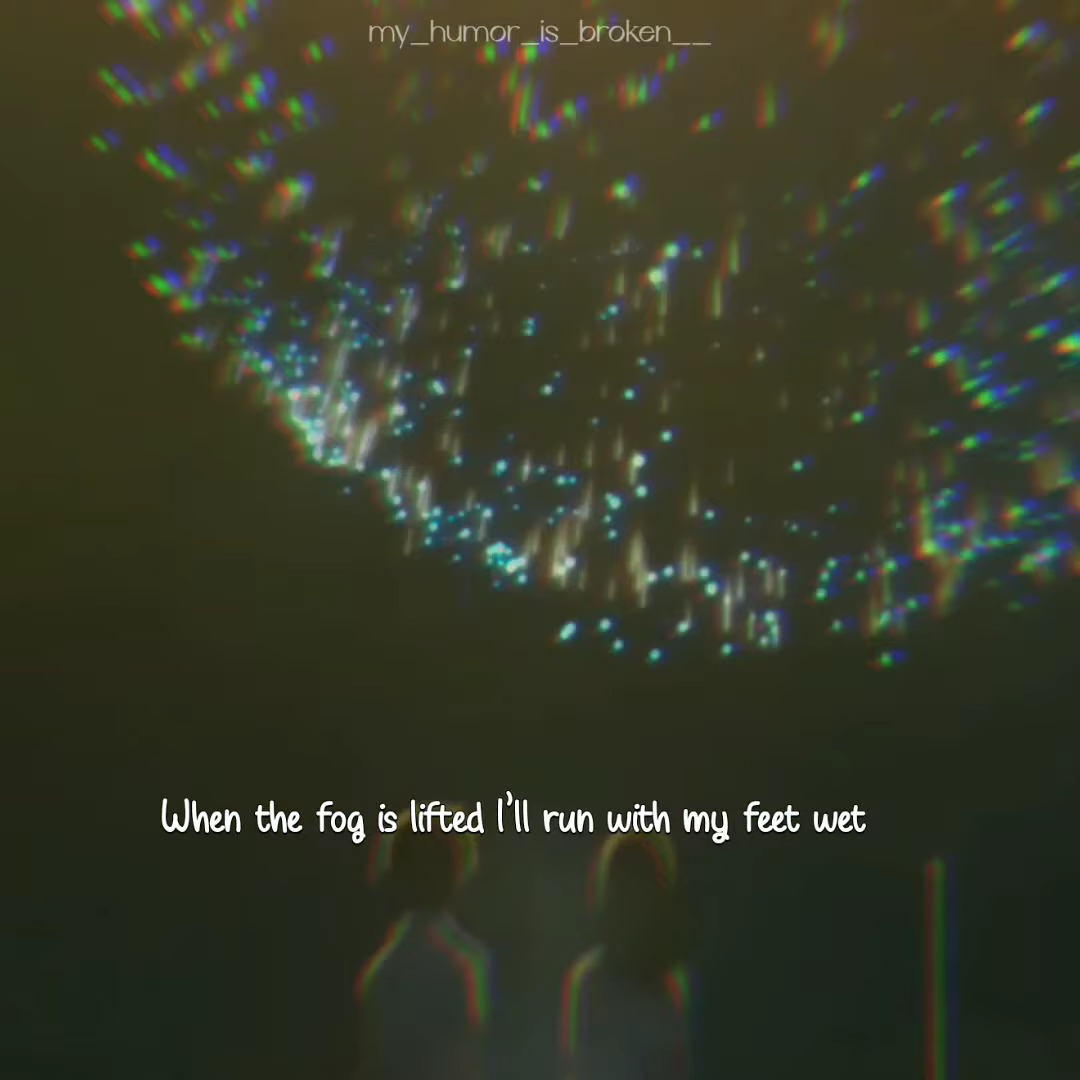 my_humor_is_broken__
When the fog is lifted I'll run with my feet wet